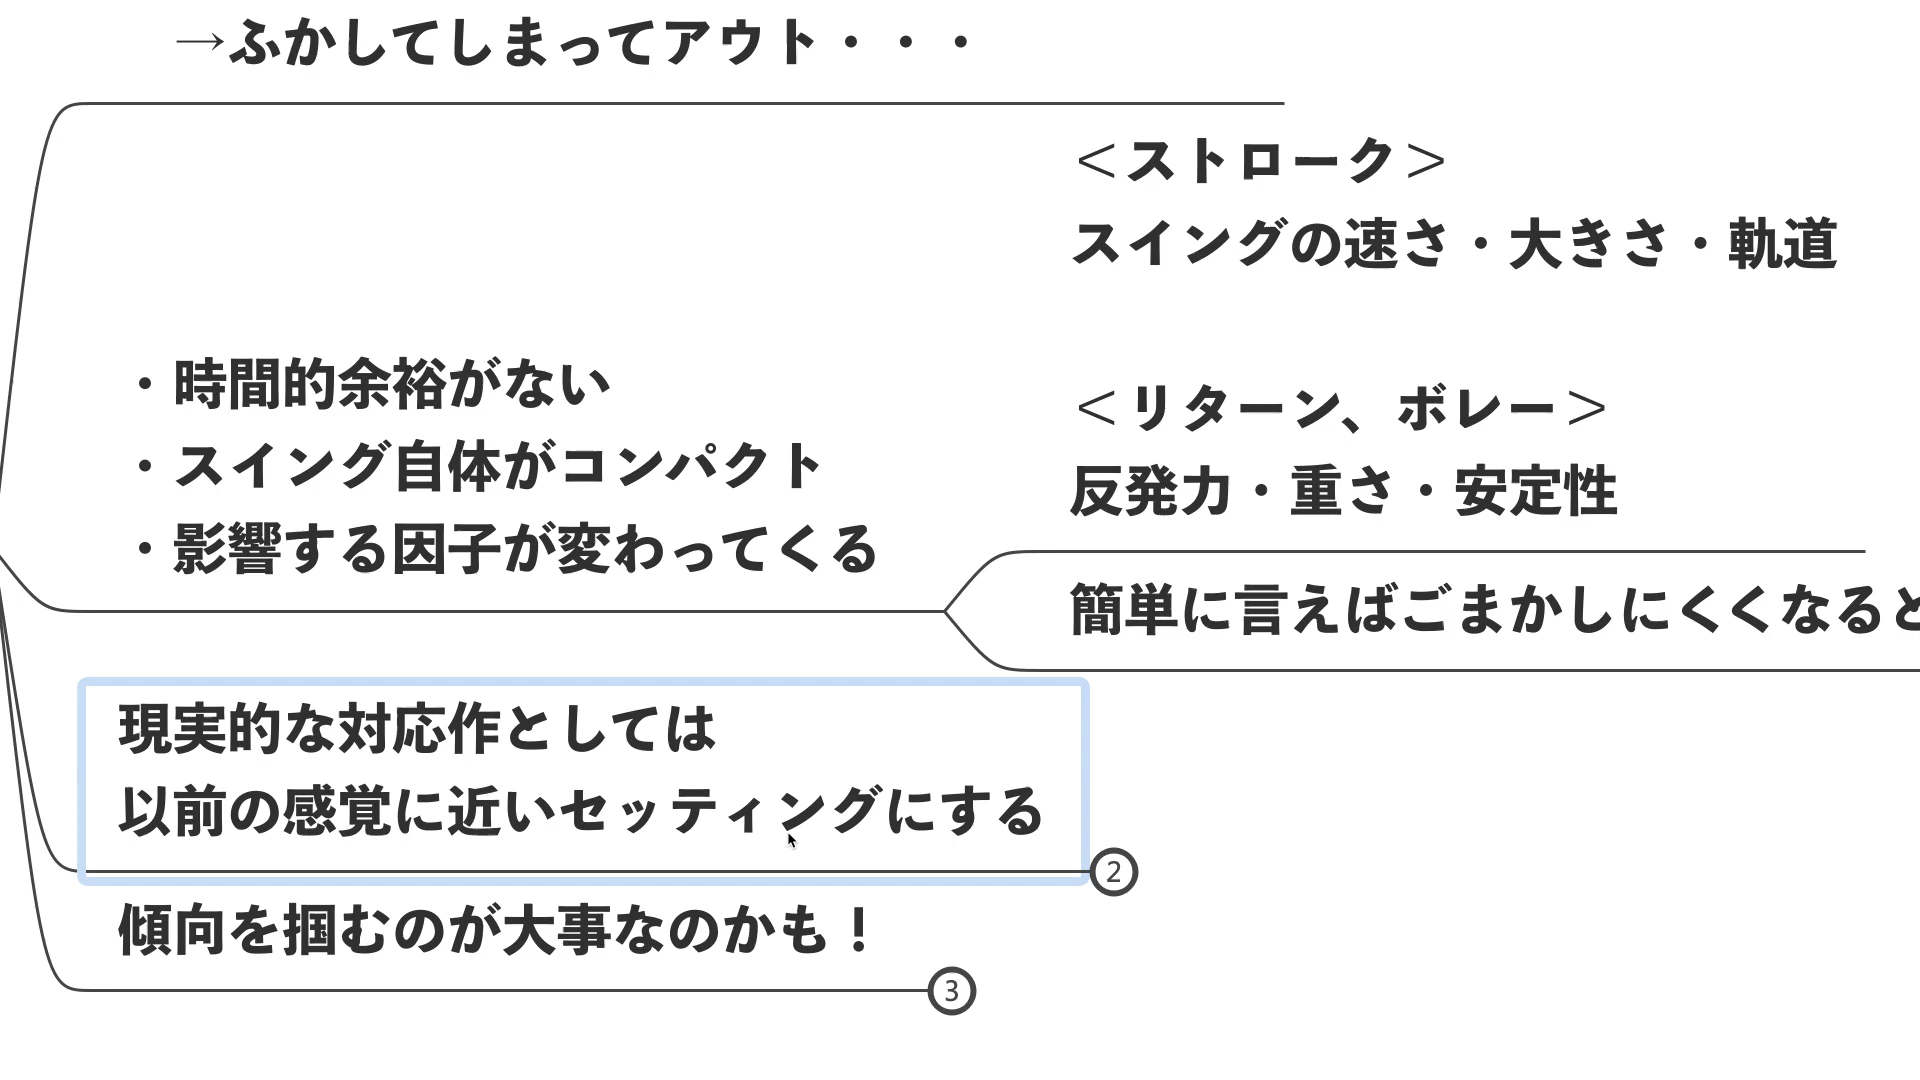 →ふかしてしまってアウト・・・
・時間的余裕がない
・スイング自体がコンパクト
・影響する因子が変わってくる
＜ストローク＞
スイングの速さ・大きさ・軌道
＜リターン、ボレー＞
反発力・重さ・安定性
簡単に言えばごまかしにくくなると
現実的な対応作としては
以前の感覚に近いセッティングにする
2
傾向を掴むのが大事なのかも！
3